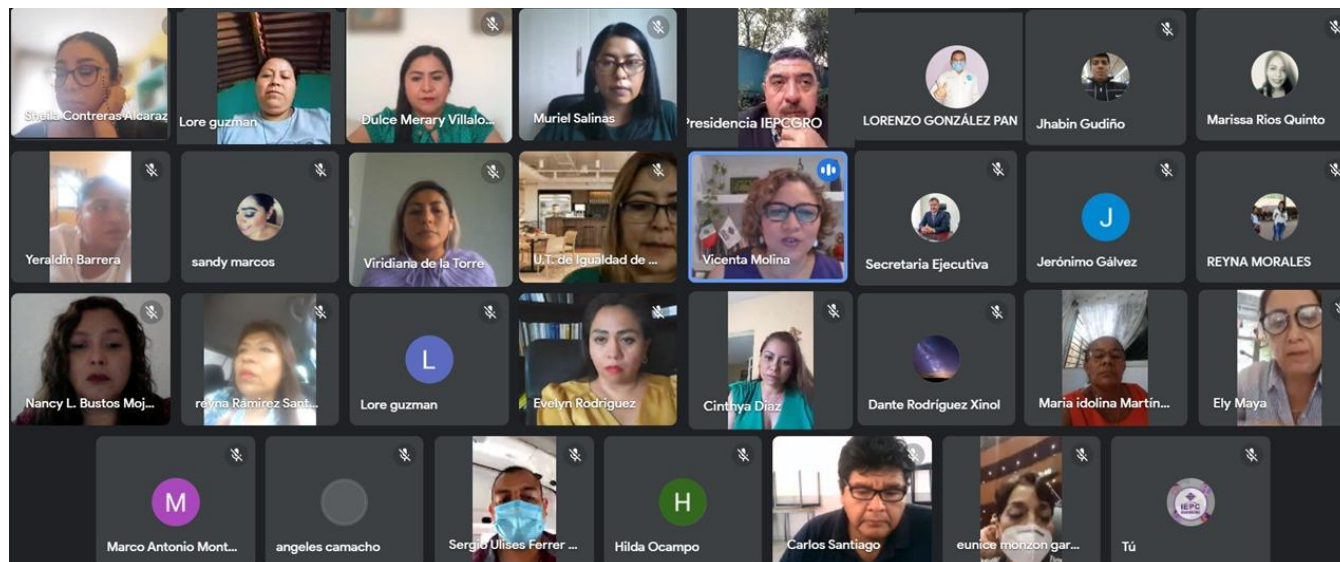 Sheila Contreras Alcaraz
Lore guzman
Dulce Merary Villalo...
Muriel Salinas
Presidencia IEPCGRO
LORENZO GONZÁLEZ PAN
Jhabin Gudiño
Marissa Rios Quinto
Yeraldin Barrera
sandy marcos
Viridiana de la Torre
U.T. de Igualdad de ...
Vicenta Molina
Secretaria Ejecutiva
J
Jerónimo Gálvez
REYNA MORALES
Nancy L. Bustos Moj...
reyna Ramirez Sant...
L
Lore guzman
Evelyn Rodriguez
Cinthya Diaz
Dante Rodríguez Xinol
Maria idolina Martín...
Ely Maya
M
Marco Antonio Mont...
angeles camacho
Sergio Ulises Ferrer ...
H
Hilda Ocampo
Carlos Santiago
eunice monzon gar...
IEPC
Tú